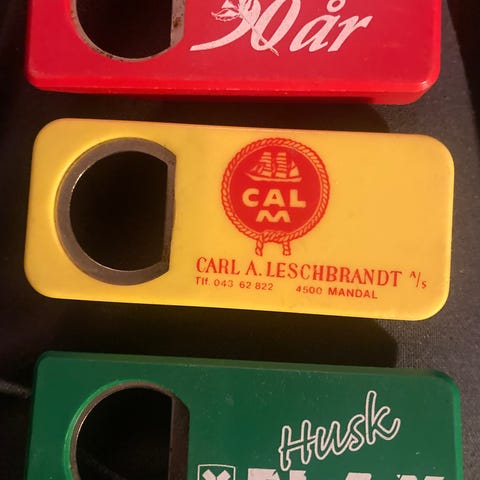 90 år
CAL
M
CARL A. LESCHBRANDT A/S
Tlf. 043 62 822 4500 MANDAL
Husk